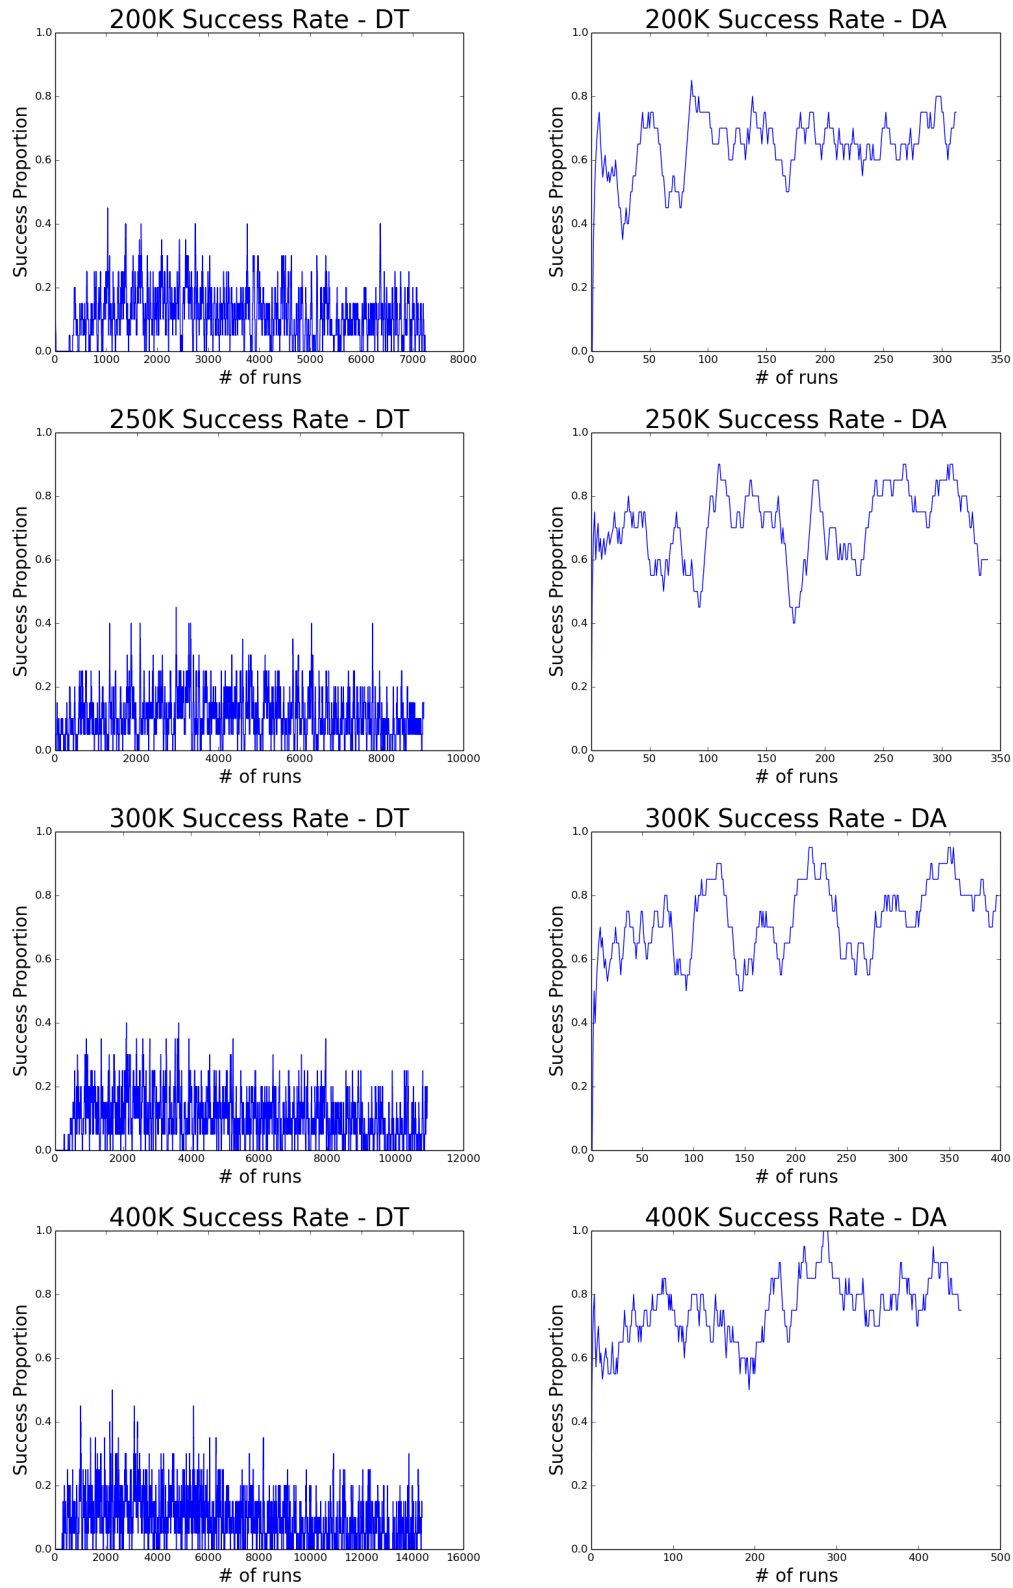 200K Success Rate - DT
1.0
0.8
0.6
0.4
0.2
0.0
Success Proportion
0 1000 2000 3000 4000 5000 6000 7000 8000
# of runs
200K Success Rate - DA
1.0
0.8
0.6
0.4
0.2
0.0
Success Proportion
0 50 100 150 200 250 300 350
# of runs
250K Success Rate - DT
1.0
0.8
0.6
0.4
0.2
0.0
Success Proportion
0 2000 4000 6000 8000 10000
# of runs
250K Success Rate - DA
1.0
0.8
0.6
0.4
0.2
0.0
Success Proportion
0 50 100 150 200 250 300 350
# of runs
300K Success Rate - DT
1.0
0.8
0.6
0.4
0.2
0.0
Success Proportion
0 2000 4000 6000 8000 10000 12000
# of runs
300K Success Rate - DA
1.0
0.8
0.6
0.4
0.2
0.0
Success Proportion
0 50 100 150 200 250 300 350 400
# of runs
400K Success Rate - DT
1.0
0.8
0.6
0.4
0.2
0.0
Success Proportion
0 2000 4000 6000 8000 10000 12000 14000 16000
# of runs
400K Success Rate - DA
1.0
0.8
0.6
0.4
0.2
0.0
Success Proportion
0 100 200 300 400 500
# of runs